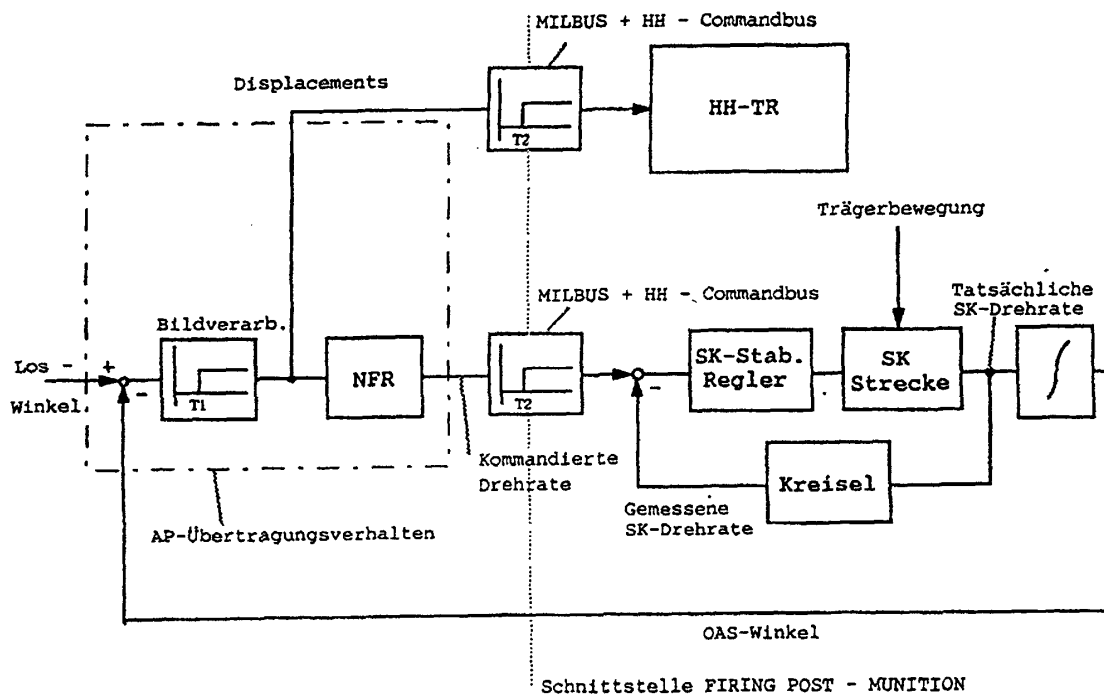 MILBUS + HH - Commandbus
Displacements
T2
HH-TR
Trägerbewegung
MILBUS + HH - Commandbus
Tatsächliche
SK-Drehrate
Bildverarb.
Los -
Winkel
+
-
T1
NFR
T2
-
SK-Stab.
Regler
SK
Strecke
∫
Kommandierte
Drehrate
Kreisel
Gemessene
SK-Drehrate
AP-Übertragungsverhalten
OAS-Winkel
Schnittstelle FIRING POST - MUNITION